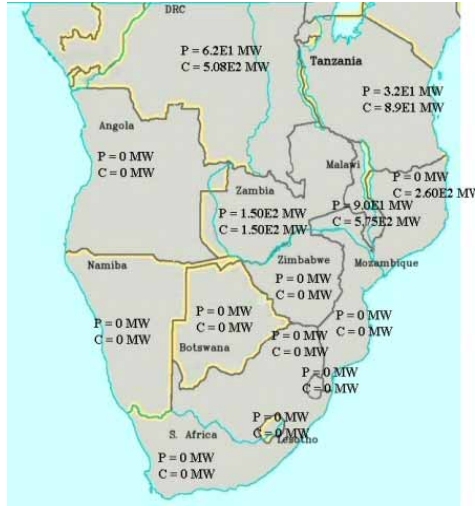 DRC
P = 6.2E1 MW
C = 5.08E2 MW
Tanzania
P = 3.2E1 MW
C = 8.9E1 MW
Angola
P = 0 MW
C = 0 MW
Malawi
P = 0 MW
C = 2.60E2 MW
Zambia
P = 1.50E2 MW
C = 1.50E2 MW
P = 9.0E1 MW
C = 5.75E2 MW
Namiba
Zimbabwe
P = 0 MW
C = 0 MW
Mozambique
P = 0 MW
C = 0 MW
P = 0 MW
C = 0 MW
Botswana
P = 0 MW
C = 0 MW
P = 0 MW
C = 0 MW
P = 0 MW
C = 0 MW
P = 0 MW
C = 0 MW
Lesotho
S. Africa
P = 0 MW
C = 0 MW